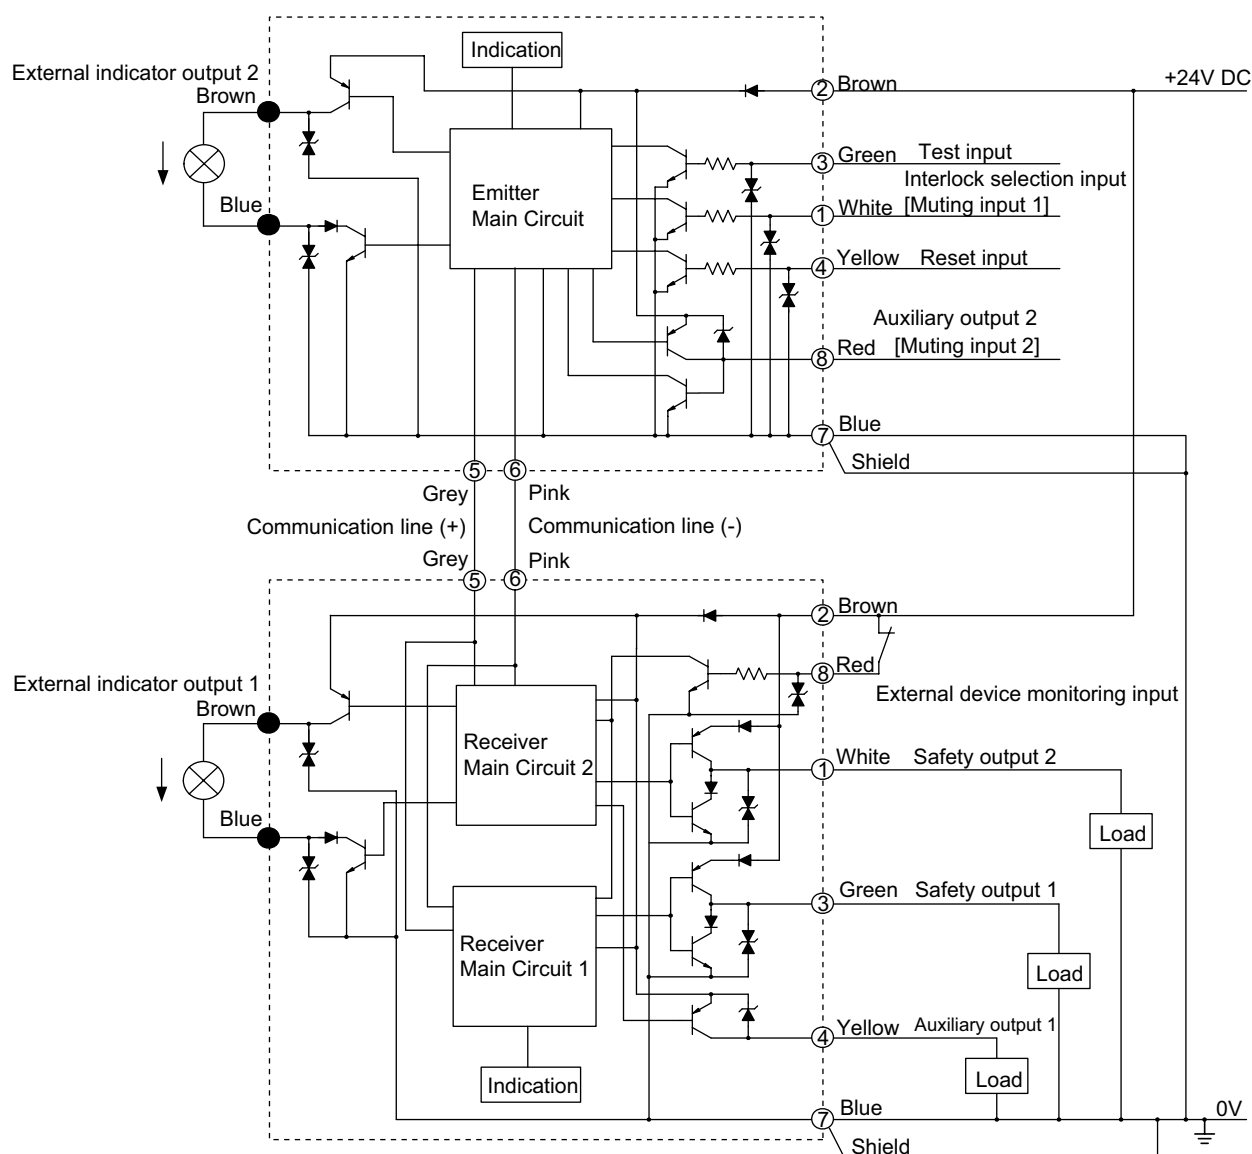 Indication
External indicator output 2
Brown
2 Brown
+24V DC
3 Green Test input
Interlock selection input
Emitter
Main Circuit
1 White [Muting input 1]
Blue
4 Yellow Reset input
Auxiliary output 2
8 Red [Muting input 2]
7 Blue
Shield
5 6
Grey Pink
Communication line (+) Communication line (-)
Grey Pink
5 6
2 Brown
8 Red
External device monitoring input
External indicator output 1
Brown
Receiver
Main Circuit 2
1 White Safety output 2
Blue
Load
3 Green Safety output 1
Receiver
Main Circuit 1
Load
4 Yellow Auxiliary output 1
Indication
Load
7 Blue
0V
Shield